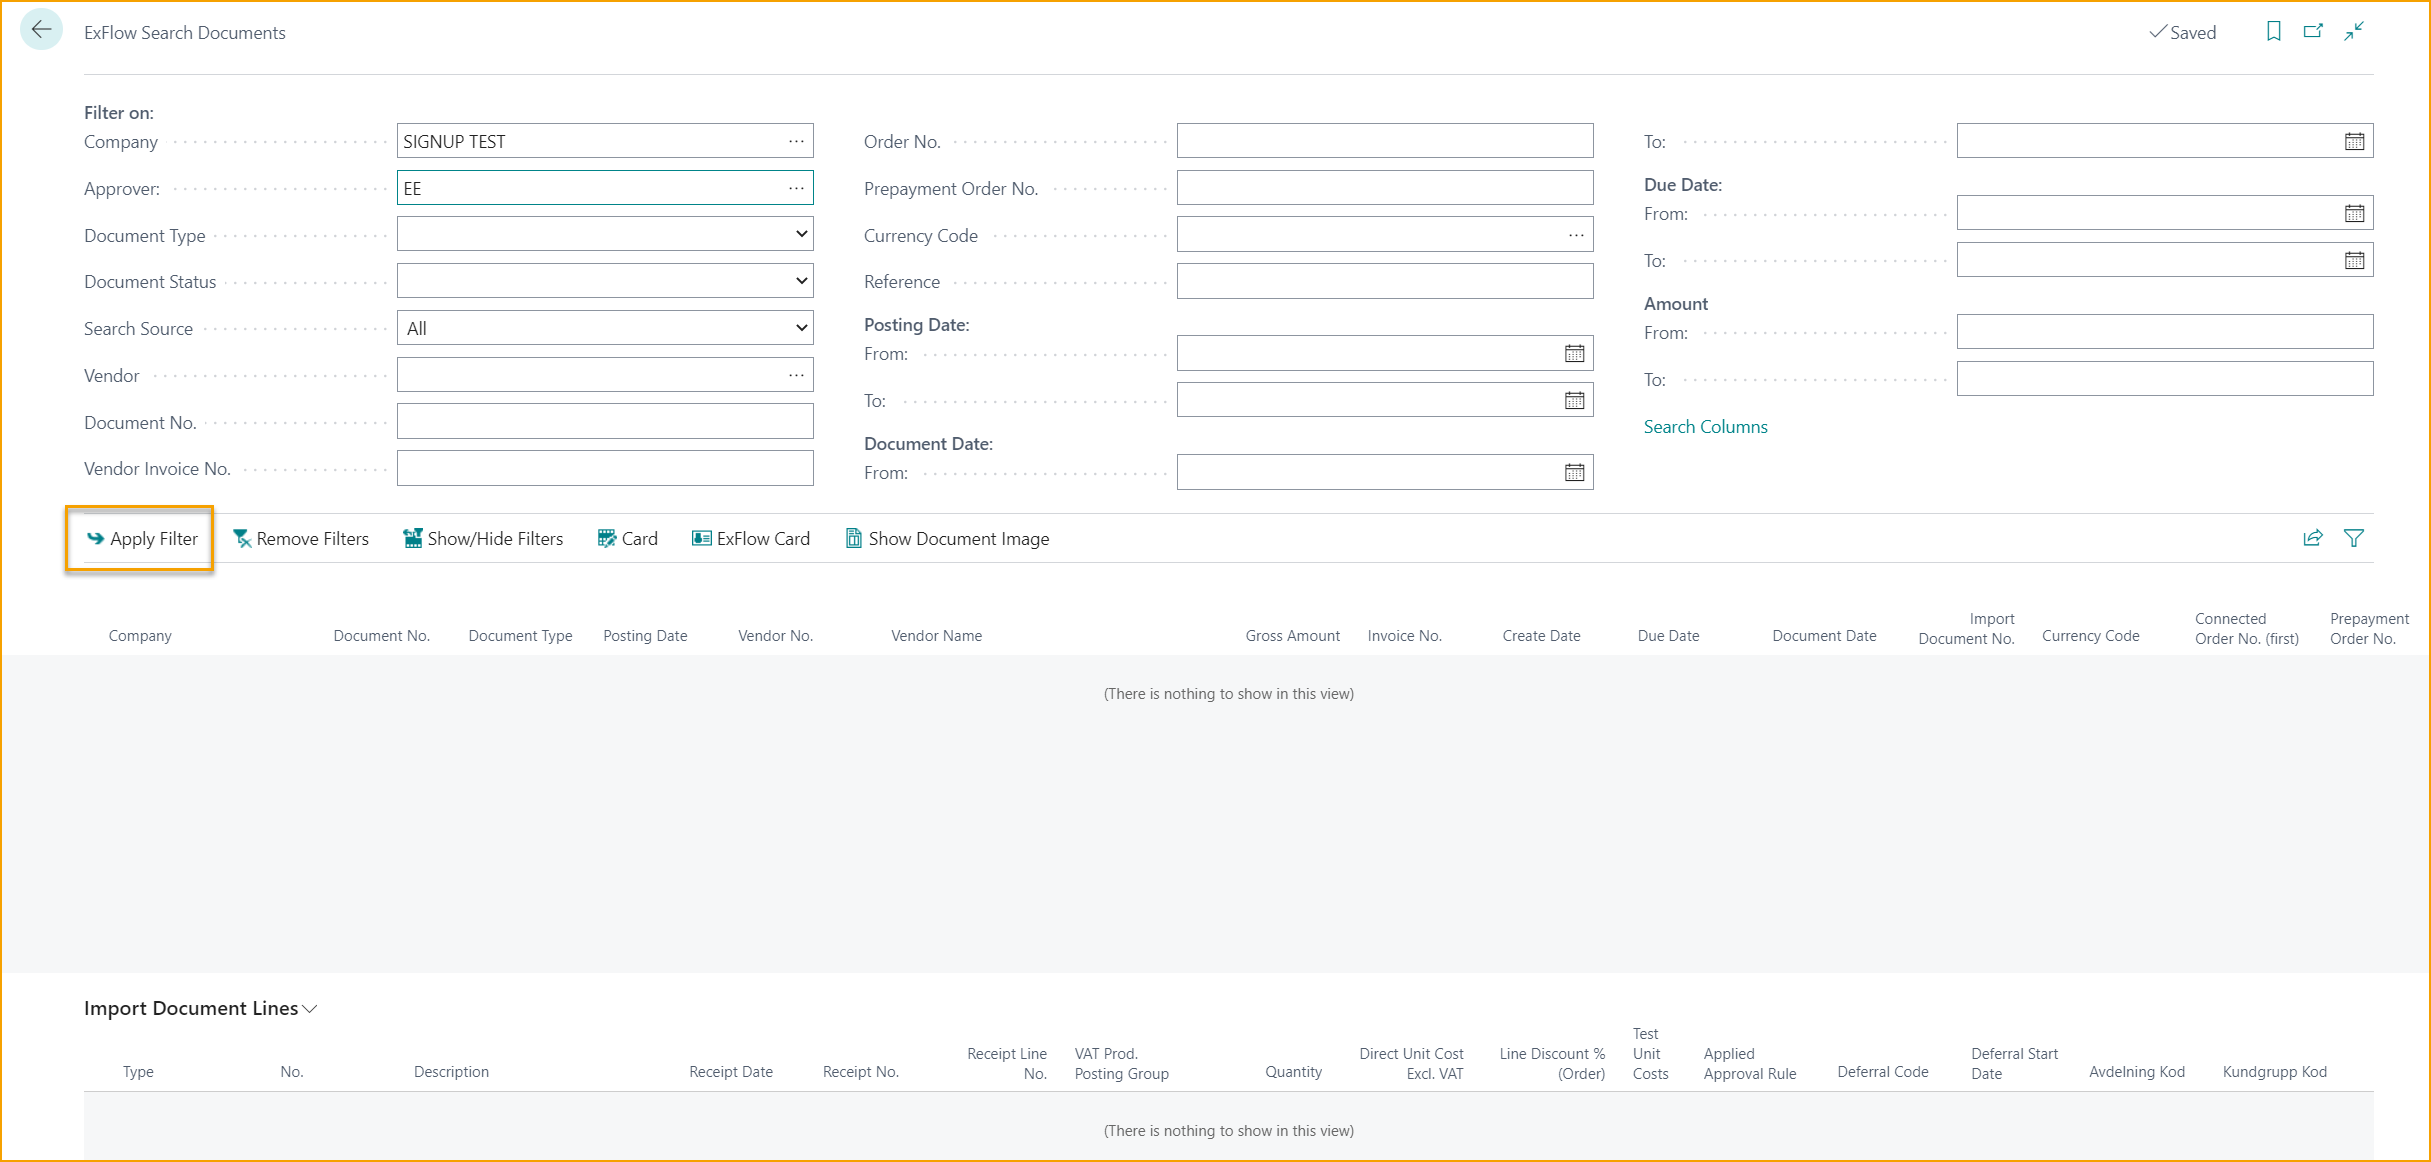 ExFlow Search Documents
Saved
Filter on:
Company
SIGNUP TEST
Approver:
EE
Document Type
Document Status
Search Source
All
Vendor
Document No.
Vendor Invoice No.
Order No.
Prepayment Order No.
Currency Code
Reference
Posting Date:
From:
To:
Document Date:
From:
To:
Due Date:
From:
To:
Amount
From:
To:
Search Columns
Apply Filter
Remove Filters
Show/Hide Filters
Card
ExFlow Card
Show Document Image
Company
Document No.
Document Type
Posting Date
Vendor No.
Vendor Name
Gross Amount
Invoice No.
Create Date
Due Date
Document Date
Import
Document No.
Currency Code
Connected
Order No. (first)
Prepayment
Order No.
(There is nothing to show in this view)
Import Document Lines
Type
No.
Description
Receipt Date
Receipt No.
Receipt Line
No.
VAT Prod.
Posting Group
Quantity
Direct Unit Cost
Excl. VAT
Line Discount %
(Order)
Test
Unit
Costs
Applied
Approval Rule
Deferral Code
Deferral Start
Date
Avdelning Kod
Kundgrupp Kod
(There is nothing to show in this view)